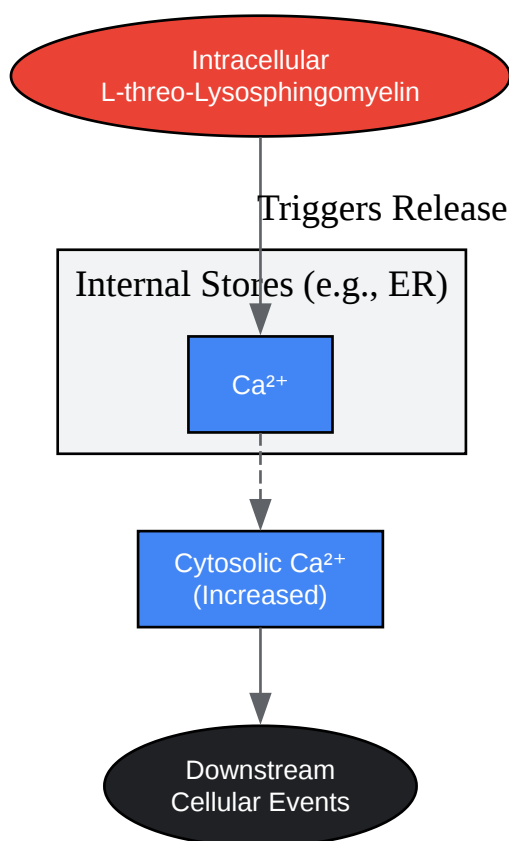 Intracellular
L-threo-Lysosphingomyelin
Triggers Release
Internal Stores (e.g., ER)
Ca²⁺
Cytosolic Ca²⁺
(Increased)
Downstream
Cellular Events